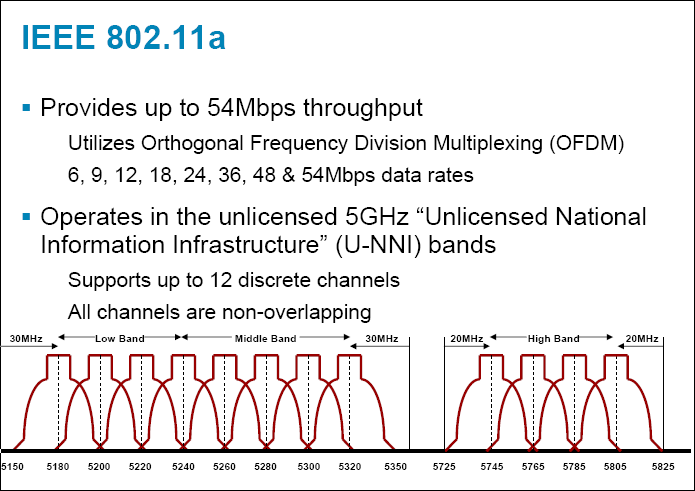 IEEE 802.11a
▪ Provides up to 54Mbps throughput
Utilizes Orthogonal Frequency Division Multiplexing (OFDM)
6, 9, 12, 18, 24, 36, 48 & 54Mbps data rates
▪ Operates in the unlicensed 5GHz “Unlicensed National
Information Infrastructure” (U-NNI) bands
Supports up to 12 discrete channels
All channels are non-overlapping
30MHz Low Band Middle Band 30MHz 20MHz High Band 20MHz
5150 5180 5200 5220 5240 5260 5280 5300 5320 5350 5725 5745 5765 5785 5805 5825